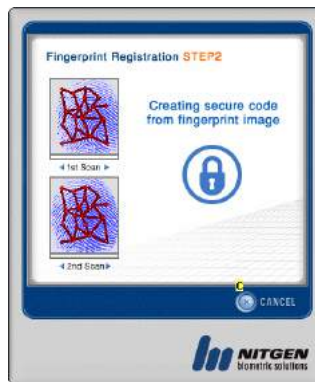 Fingerprint Registration STEP2
Creating secure code
from fingerprint image
◄ 1st Scan ►
◄ 2nd Scan ►
C
CANCEL
NITGEN
biometric solutions